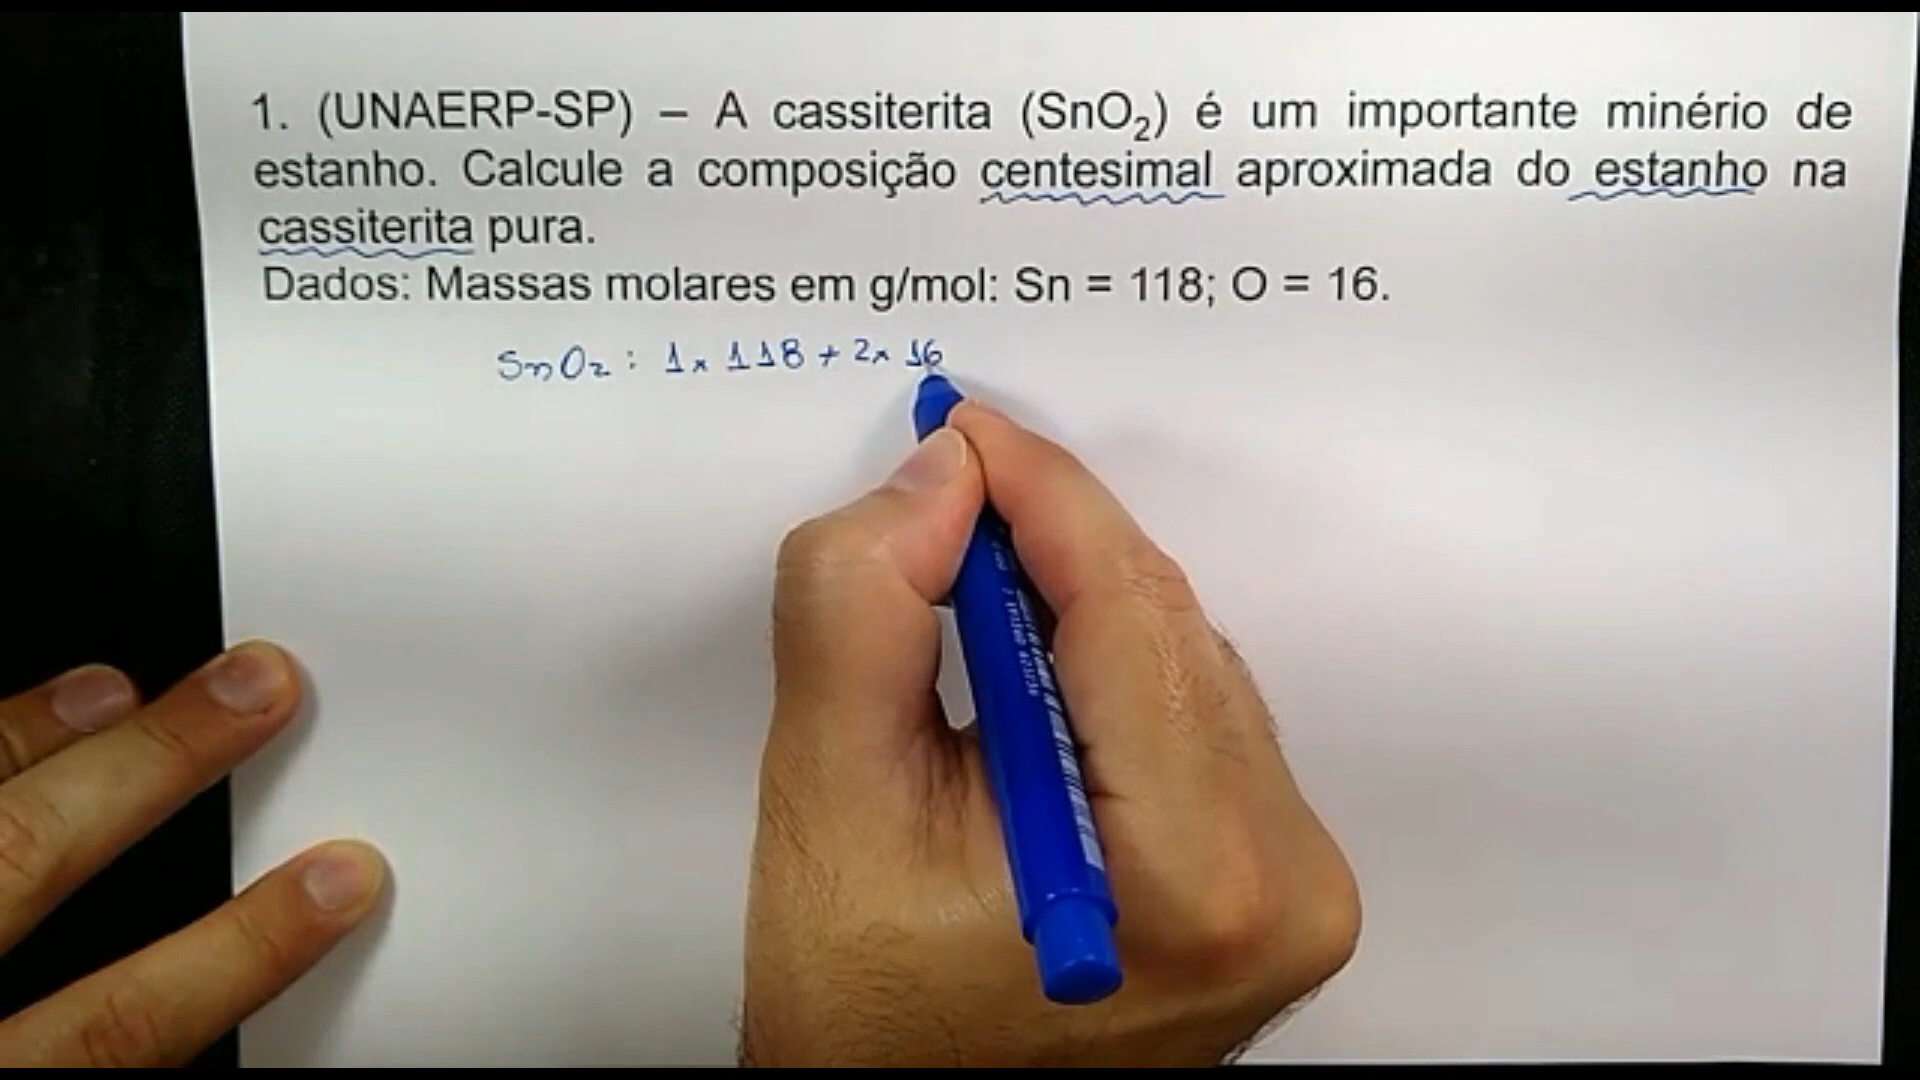 1. (UNAERP-SP) – A cassiterita (SnO₂) é um importante minério de
estanho. Calcule a composição centesimal aproximada do estanho na
cassiterita pura.
Dados: Massas molares em g/mol: Sn = 118; O = 16.
SnO₂ : 1 x 118 + 2 x 16